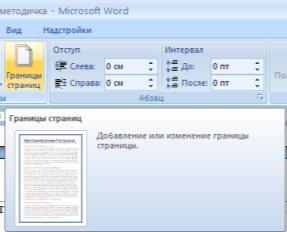 методичка - Microsoft Word
Вид Надстройки
Отступ Интервал
Границы страниц
Слева: 0 см До: 0 пт
Справа: 0 см После: 0 пт
Абзац
Границы страниц
Добавление или изменение границы
страницы.